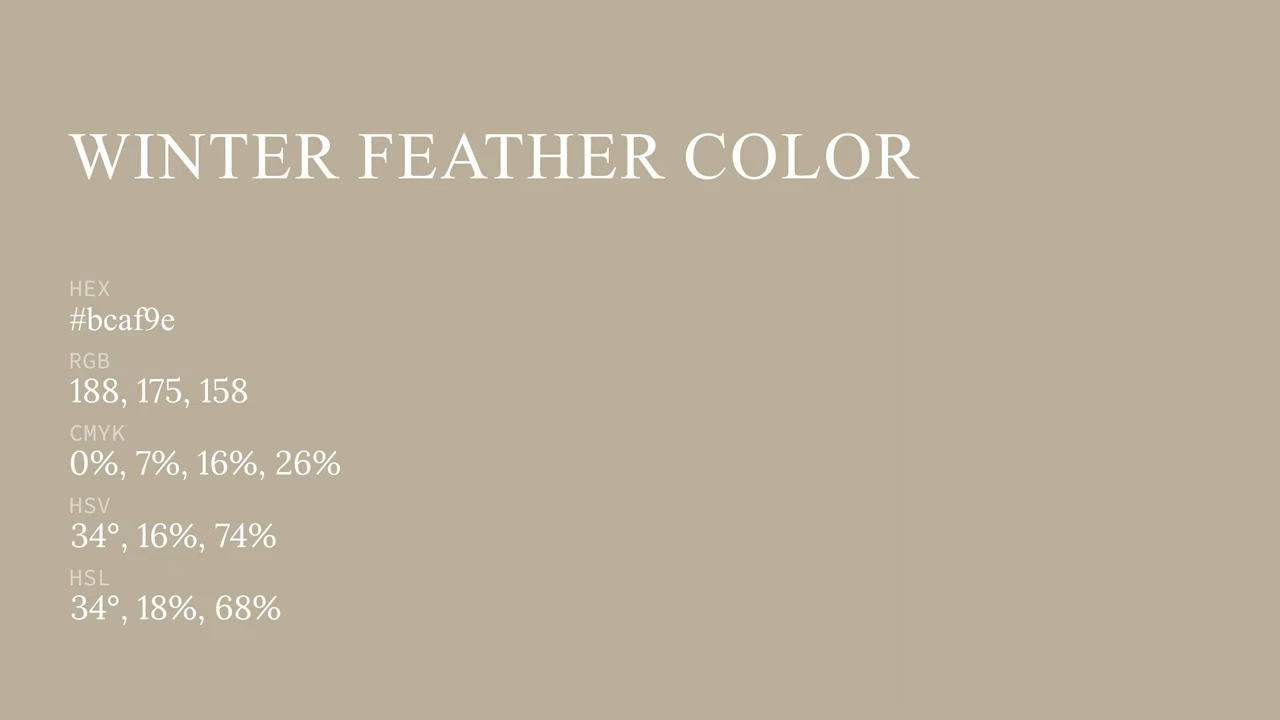 WINTER FEATHER COLOR
HEX
#bcaf9e
RGB
188, 175, 158
CMYK
0%, 7%, 16%, 26%
HSV
34°, 16%, 74%
HSL
34°, 18%, 68%